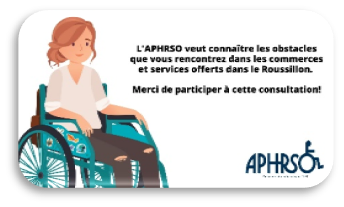 L'APHRSO veut connaître les obstacles
que vous rencontrez dans les commerces
et services offerts dans le Roussillon.
Merci de participer à cette consultation!
APHRSO